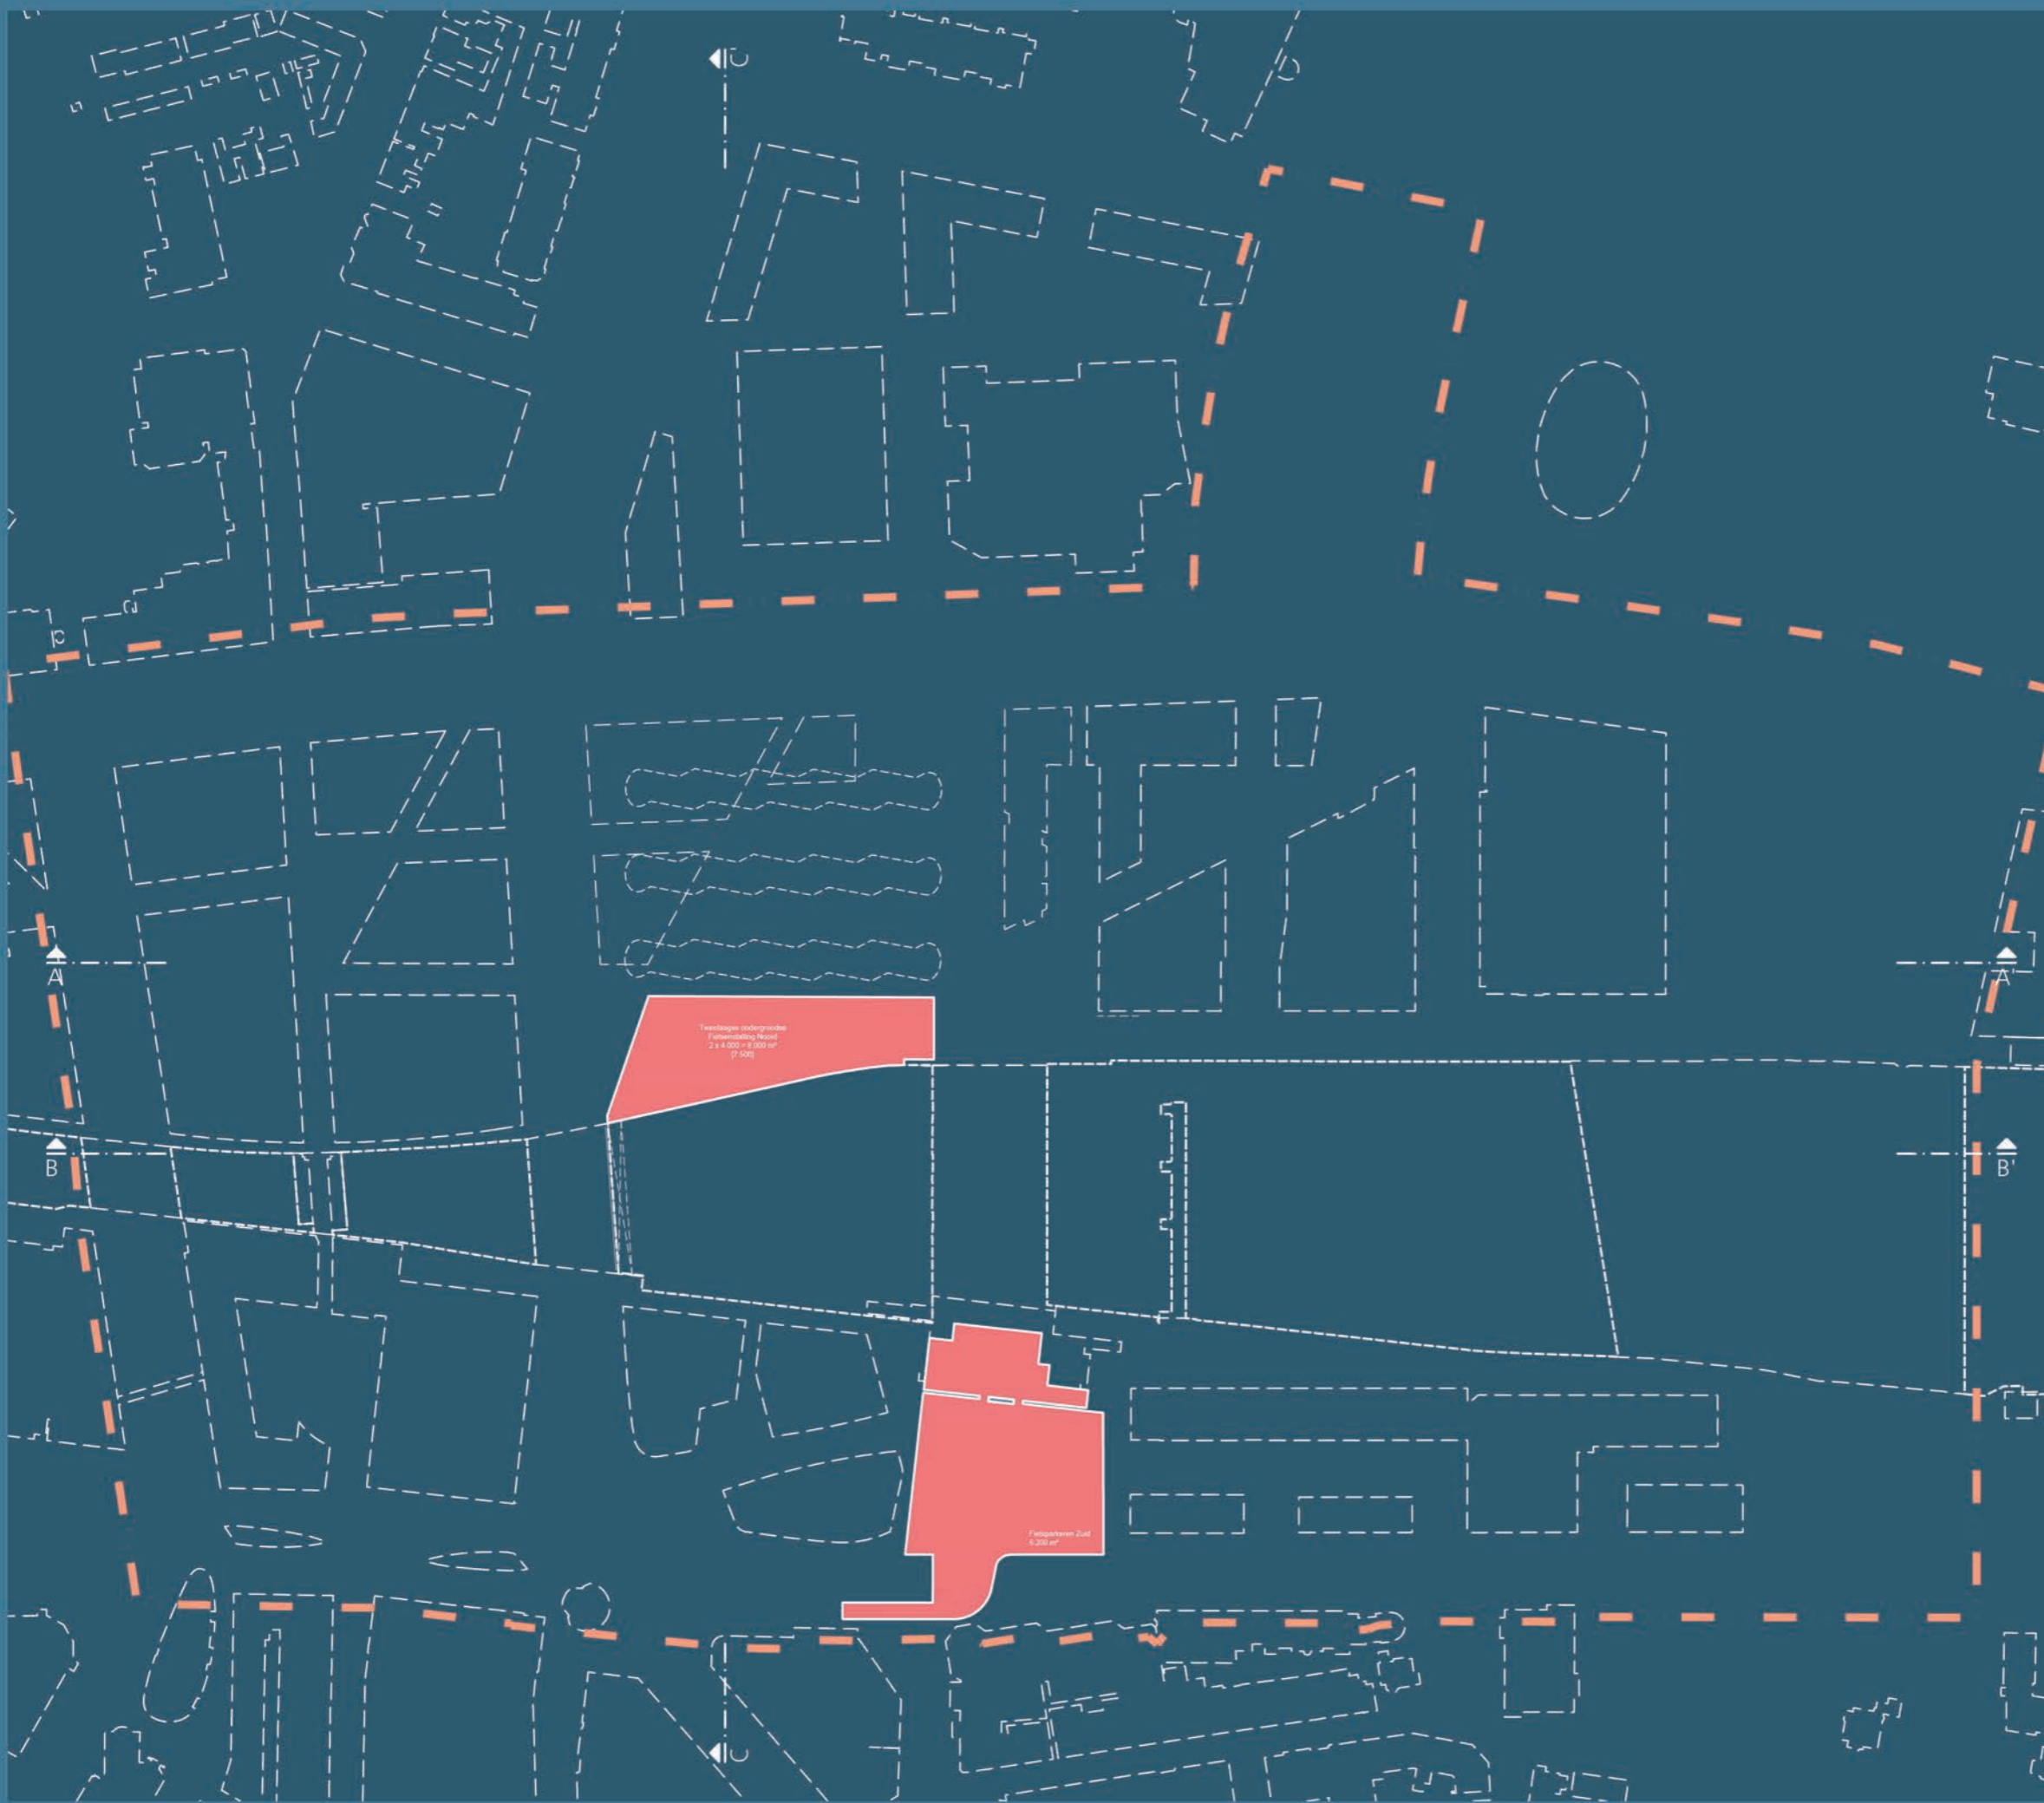 C
A
A'
Tweelaagse ondergrondse
Fietsenstalling Noord
2 x 4.000 = 8.000 m²
(7.500)
B
B'
Fietsparkeren Zuid
6.200 m²
C